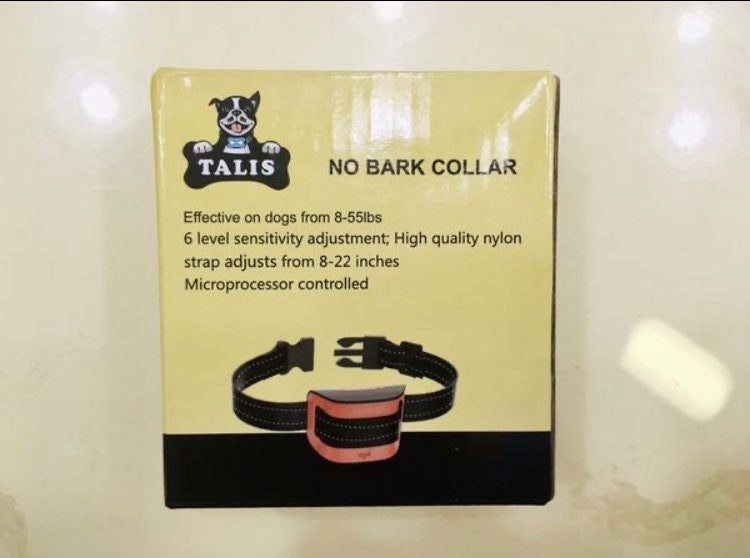 TALIS
NO BARK COLLAR
Effective on dogs from 8-55lbs
6 level sensitivity adjustment; High quality nylon
strap adjusts from 8-22 inches
Microprocessor controlled